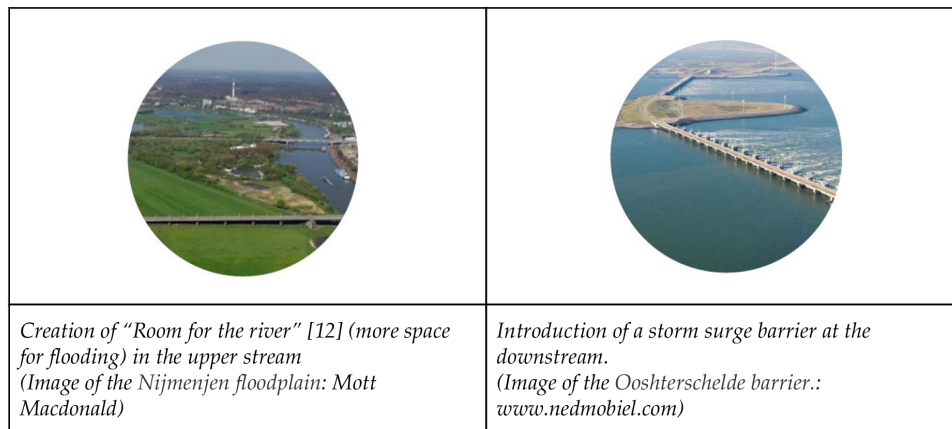 Creation of “Room for the river” [12] (more space
for flooding) in the upper stream
(Image of the Nijmenjen floodplain: Mott
Macdonald)
Introduction of a storm surge barrier at the
downstream.
(Image of the Ooshterschelde barrier.:
www.nedmobiel.com)